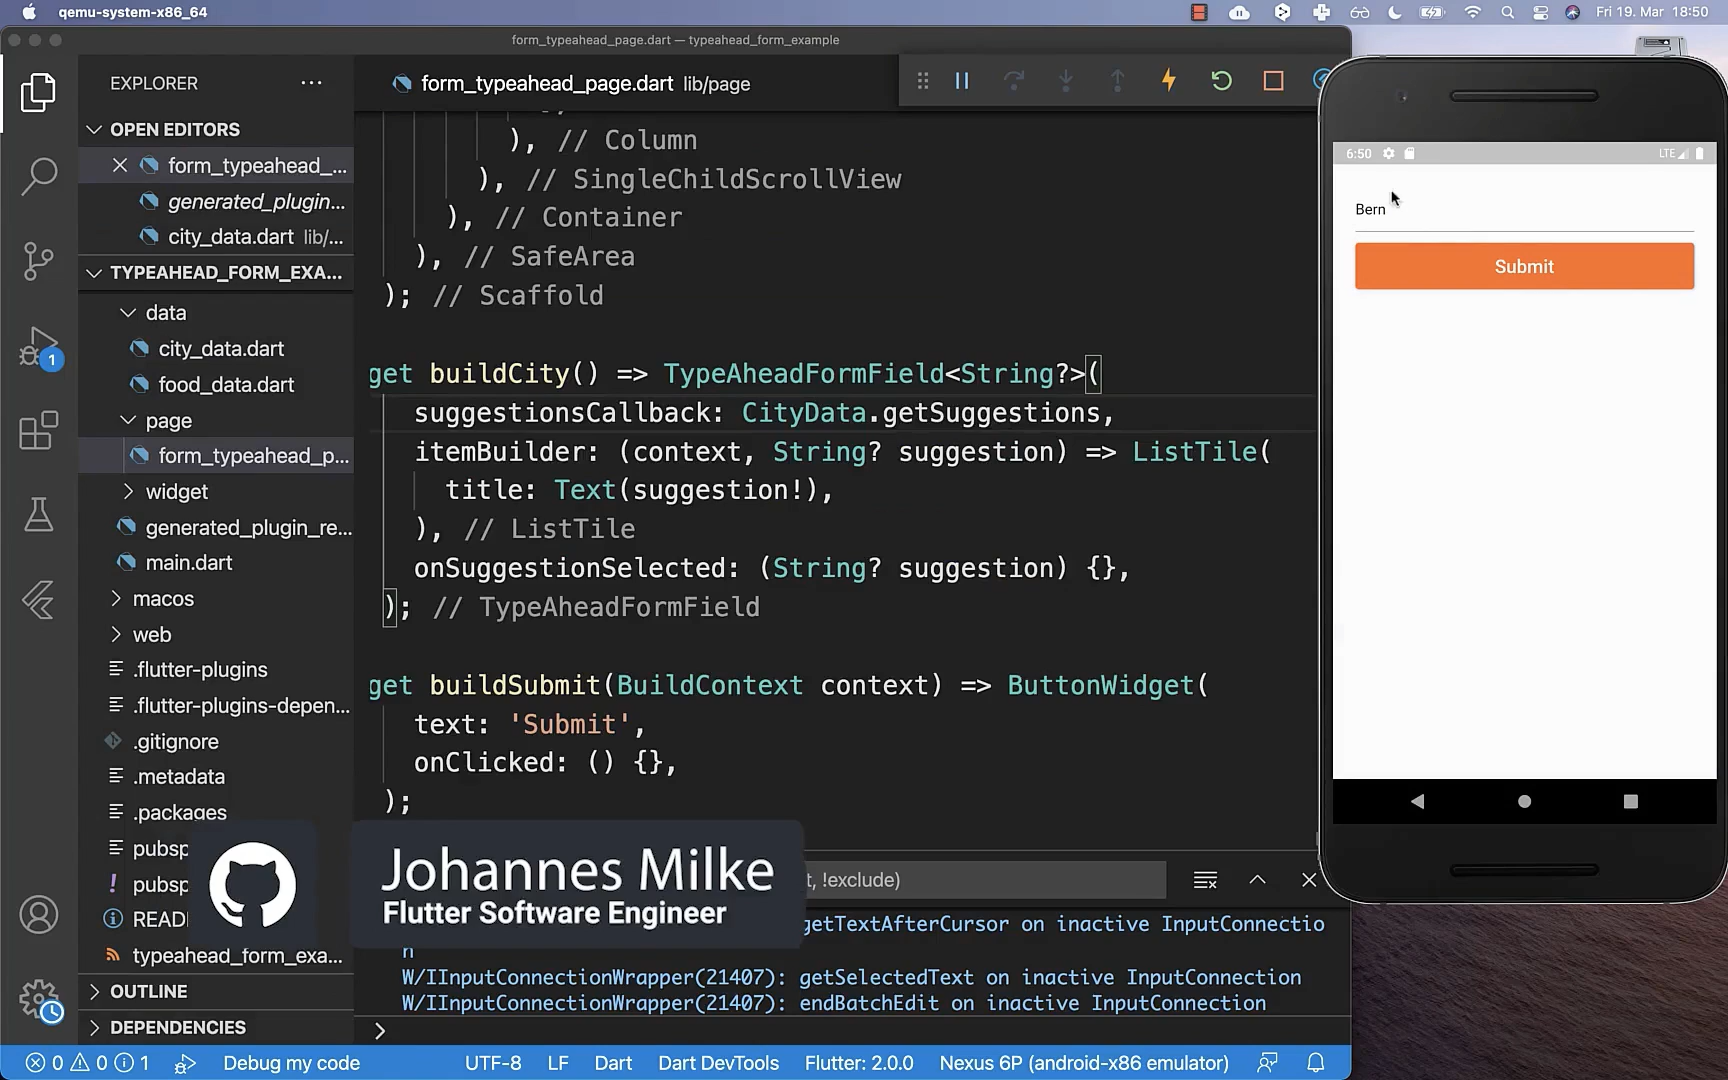 qemu-system-x86_64
Fri 19. Mar 18:50
form_typeahead_page.dart — typeahead_form_example
EXPLORER
form_typeahead_page.dart lib/page
OPEN EDITORS
form_typeahead_...
generated_plugin...
city_data.dart lib/...
TYPEAHEAD_FORM_EXA...
data
city_data.dart
food_data.dart
page
form_typeahead_p...
widget
generated_plugin_re...
main.dart
macos
web
.flutter-plugins
.flutter-plugins-depen...
.gitignore
.metadata
.packages
pubsp
pubsp
READ
typeahead_form_exa...
OUTLINE
DEPENDENCIES
), // Column
), // SingleChildScrollView
), // Container
), // SafeArea
); // Scaffold
get buildCity() => TypeAheadFormField<String?>(
suggestionsCallback: CityData.getSuggestions,
itemBuilder: (context, String? suggestion) => ListTile(
title: Text(suggestion!),
), // ListTile
onSuggestionSelected: (String? suggestion) {},
); // TypeAheadFormField
get buildSubmit(BuildContext context) => ButtonWidget(
text: 'Submit',
onClicked: () {},
);
Johannes Milke
Flutter Software Engineer
t, !exclude)
getTextAfterCursor on inactive InputConnectio
n
W/IInputConnectionWrapper(21407): getSelectedText on inactive InputConnection
W/IInputConnectionWrapper(21407): endBatchEdit on inactive InputConnection
>
6:50
LTE
Bern
Submit
1
0 0 1
Debug my code
UTF-8
LF
Dart
Dart DevTools
Flutter: 2.0.0
Nexus 6P (android-x86 emulator)